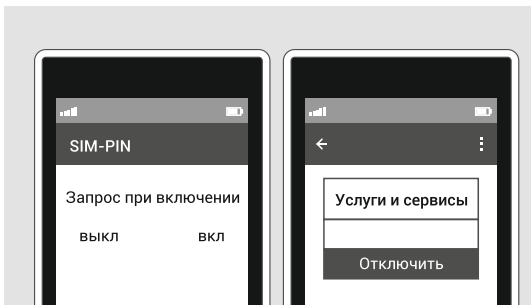 SIM-PIN
Запрос при включении
выкл вкл
Услуги и сервисы
Отключить